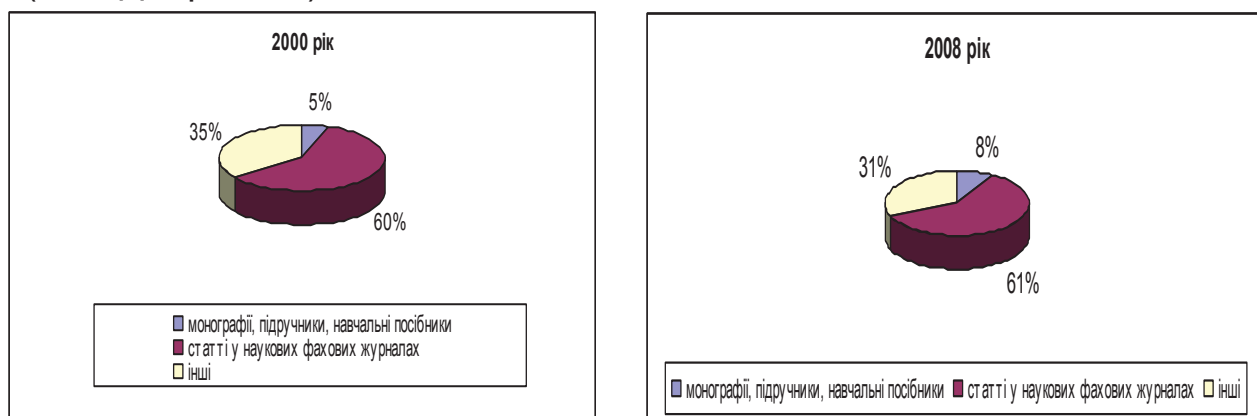 2000 рік
5%
35%
60%
монографії, підручники, навчальні посібники
статті у наукових фахових журналах
інші
2008 рік
8%
31%
61%
монографії, підручники, навчальні посібники статті у наукових фахових журналах інші